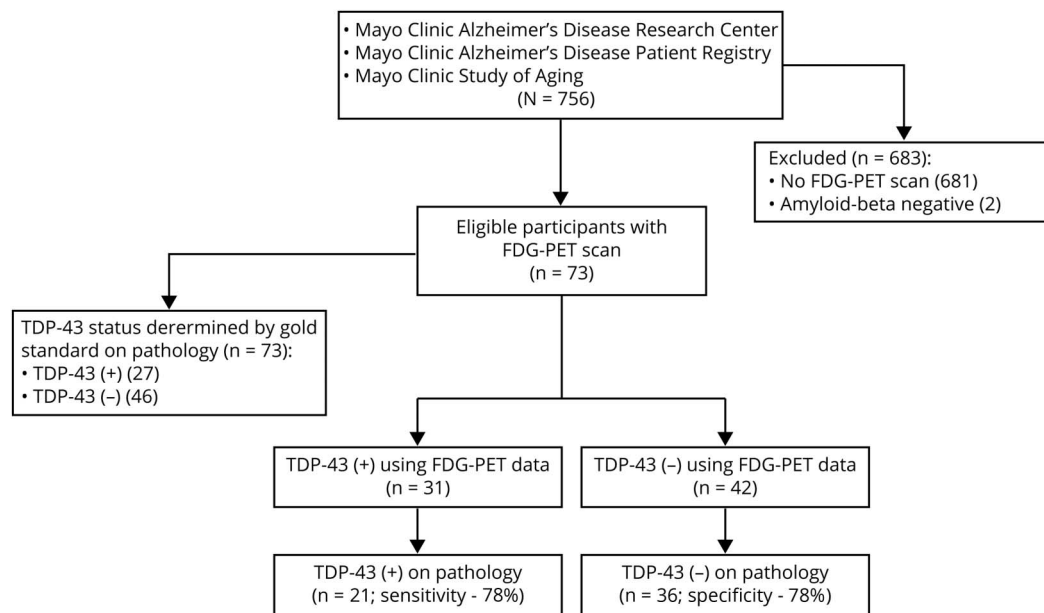 • Mayo Clinic Alzheimer’s Disease Research Center
• Mayo Clinic Alzheimer’s Disease Patient Registry
• Mayo Clinic Study of Aging
(N = 756)
Excluded (n = 683):
• No FDG-PET scan (681)
• Amyloid-beta negative (2)
Eligible participants with
FDG-PET scan
(n = 73)
TDP-43 status derermined by gold
standard on pathology (n = 73):
• TDP-43 (+) (27)
• TDP-43 (–) (46)
TDP-43 (+) using FDG-PET data
(n = 31)
TDP-43 (–) using FDG-PET data
(n = 42)
TDP-43 (+) on pathology
(n = 21; sensitivity - 78%)
TDP-43 (–) on pathology
(n = 36; specificity - 78%)